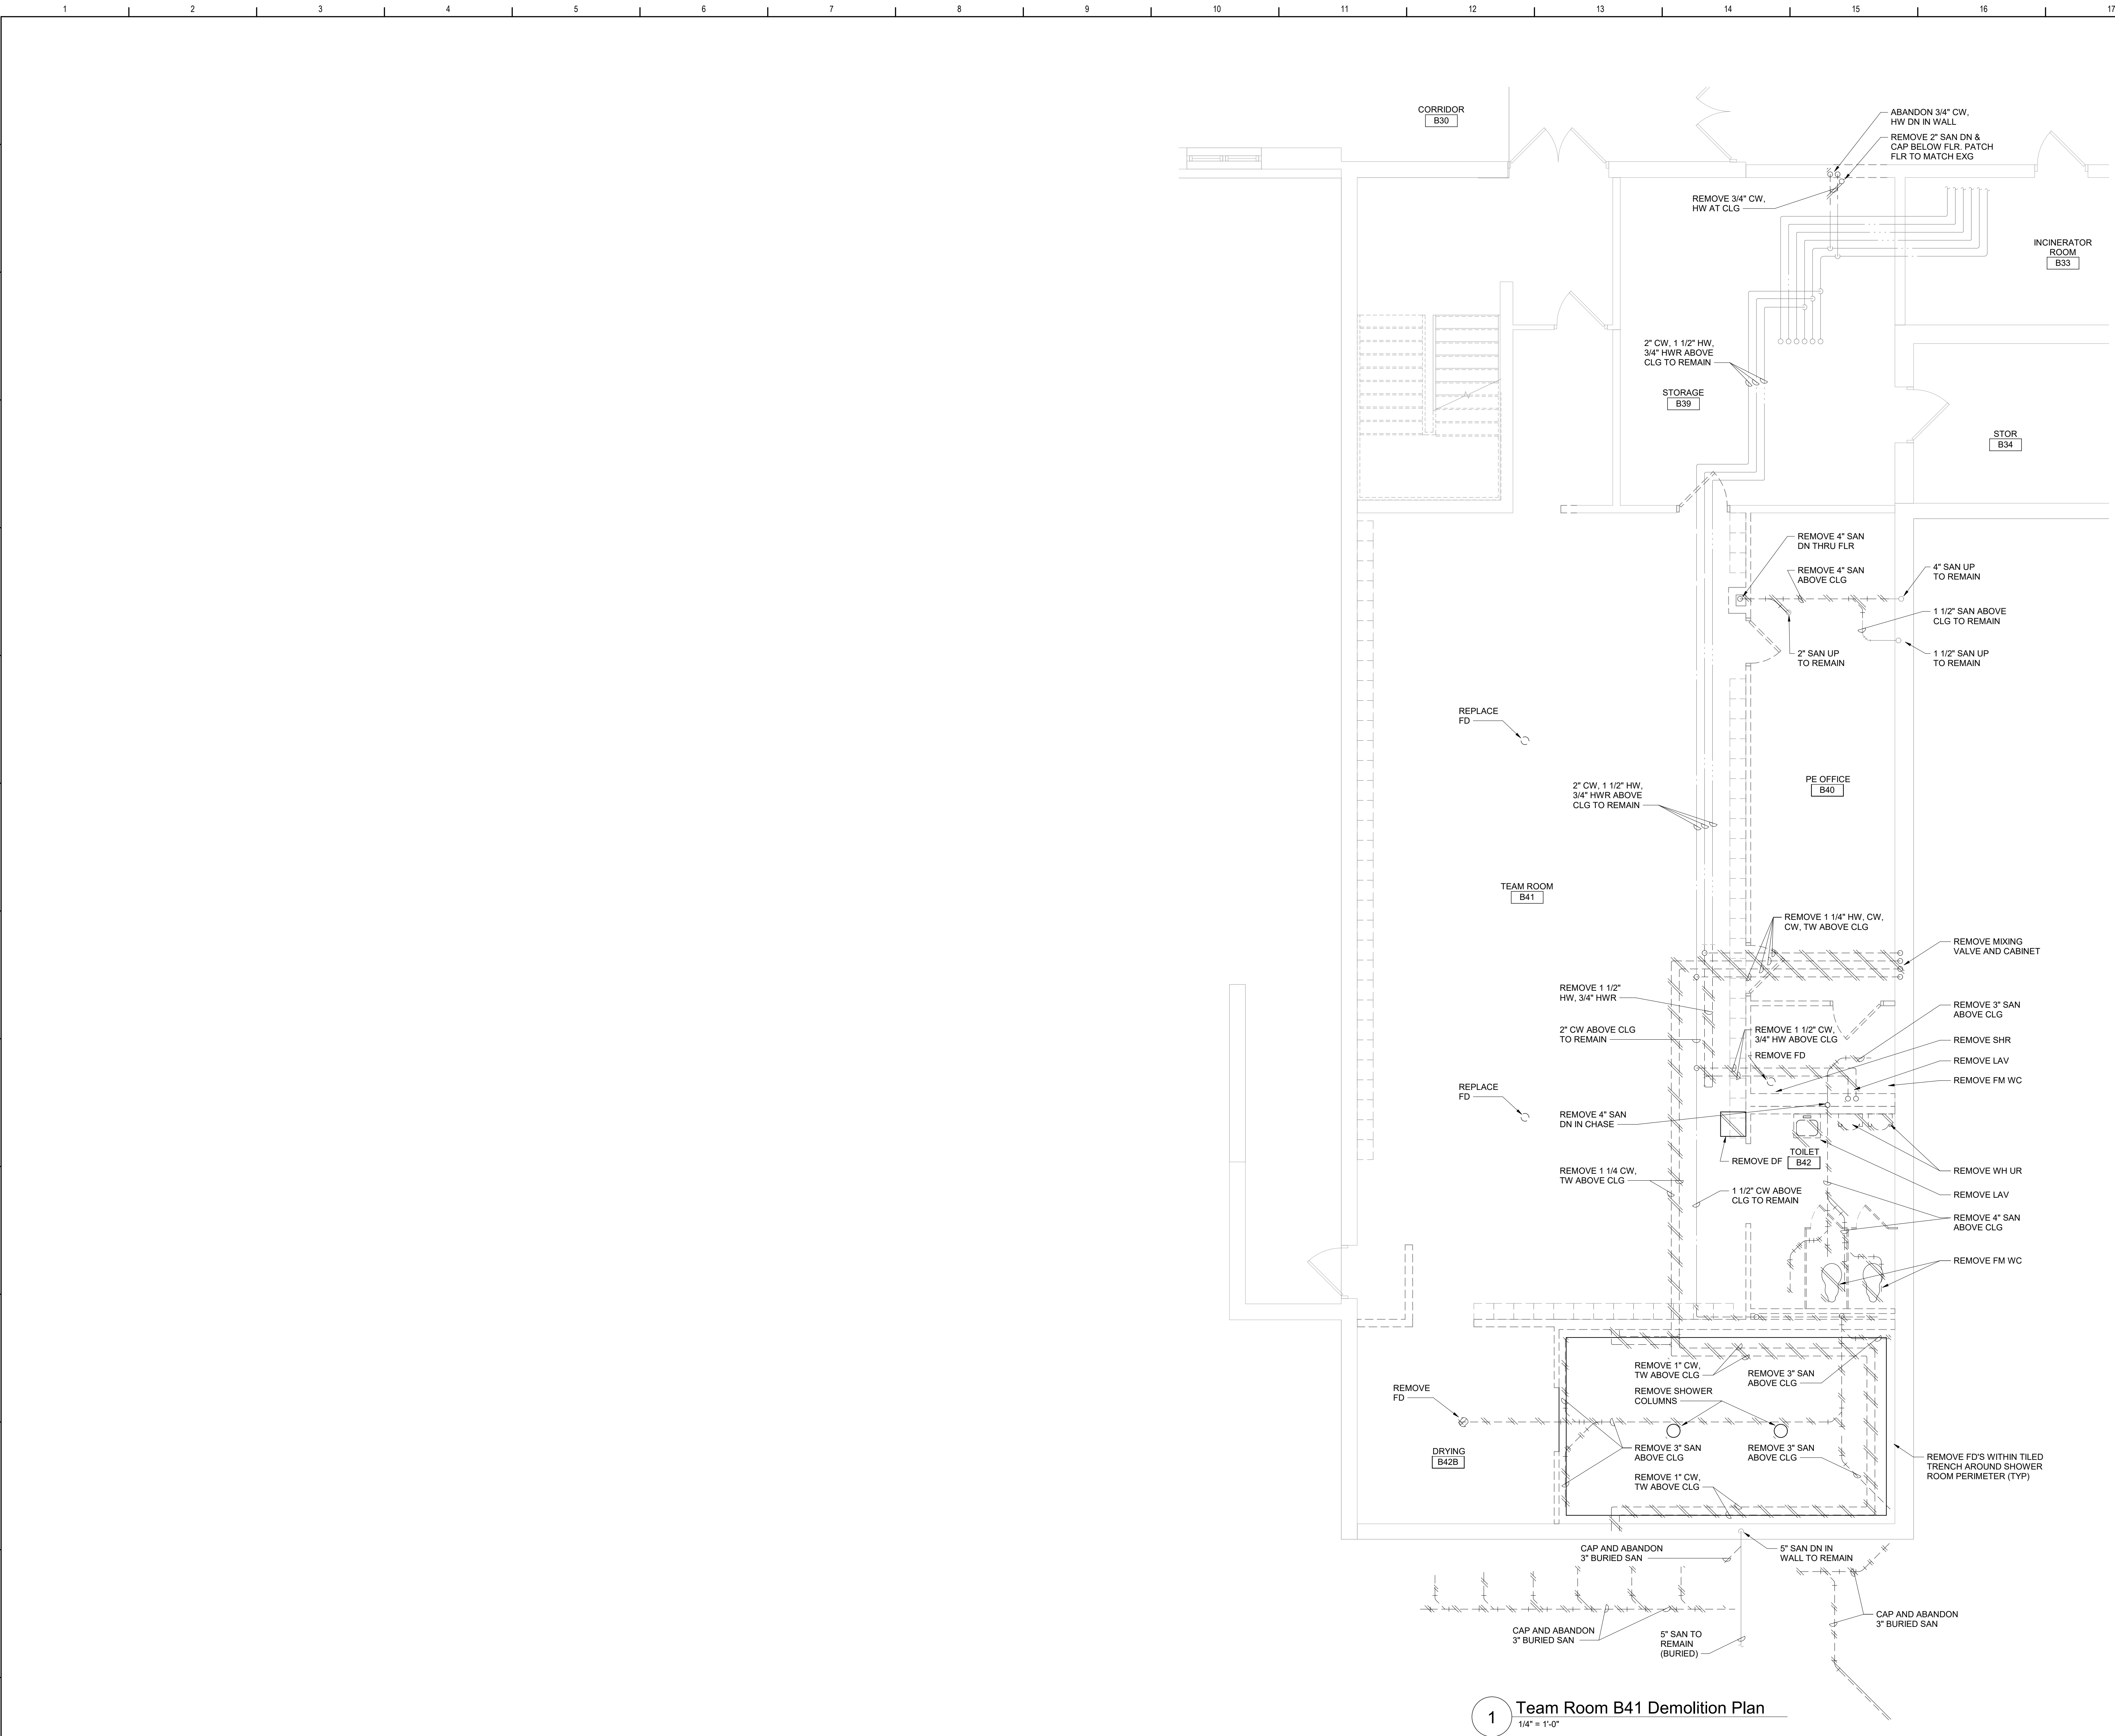 1 2 3 4 5 6 7 8 9 10 11 12 13 14 15 16 17
CORRIDOR
B30
ABANDON 3/4" CW,
HW DN IN WALL
REMOVE 2" SAN DN &
CAP BELOW FLR. PATCH
FLR TO MATCH EXG
REMOVE 3/4" CW,
HW AT CLG
INCINERATOR
ROOM
B33
2" CW, 1 1/2" HW,
3/4" HWR ABOVE
CLG TO REMAIN
STORAGE
B39
STOR
B34
REMOVE 4" SAN
DN THRU FLR
REMOVE 4" SAN
ABOVE CLG
4" SAN UP
TO REMAIN
1 1/2" SAN ABOVE
CLG TO REMAIN
2" SAN UP
TO REMAIN
1 1/2" SAN UP
TO REMAIN
REPLACE
FD
PE OFFICE
B40
2" CW, 1 1/2" HW,
3/4" HWR ABOVE
CLG TO REMAIN
TEAM ROOM
B41
REMOVE 1 1/4" HW, CW,
CW, TW ABOVE CLG
REMOVE MIXING
VALVE AND CABINET
REMOVE 1 1/2"
HW, 3/4" HWR
REMOVE 3" SAN
ABOVE CLG
2" CW ABOVE CLG
TO REMAIN
REMOVE 1 1/2" CW,
3/4" HW ABOVE CLG
REMOVE SHR
REMOVE FD
REMOVE LAV
REMOVE FM WC
REPLACE
FD
REMOVE 4" SAN
DN IN CHASE
REMOVE DF
TOILET
B42
REMOVE WH UR
REMOVE 1 1/4 CW,
TW ABOVE CLG
1 1/2" CW ABOVE
CLG TO REMAIN
REMOVE LAV
REMOVE 4" SAN
ABOVE CLG
REMOVE FM WC
REMOVE 1" CW,
TW ABOVE CLG
REMOVE 3" SAN
ABOVE CLG
REMOVE
FD
REMOVE SHOWER
COLUMNS
DRYING
B42B
REMOVE 3" SAN
ABOVE CLG
REMOVE 3" SAN
ABOVE CLG
REMOVE FD'S WITHIN TILED
TRENCH AROUND SHOWER
ROOM PERIMETER (TYP)
REMOVE 1" CW,
TW ABOVE CLG
CAP AND ABANDON
3" BURIED SAN
5" SAN DN IN
WALL TO REMAIN
CAP AND ABANDON
3" BURIED SAN
CAP AND ABANDON
3" BURIED SAN
5" SAN TO
REMAIN
(BURIED)
1 Team Room B41 Demolition Plan
1/4" = 1'-0"